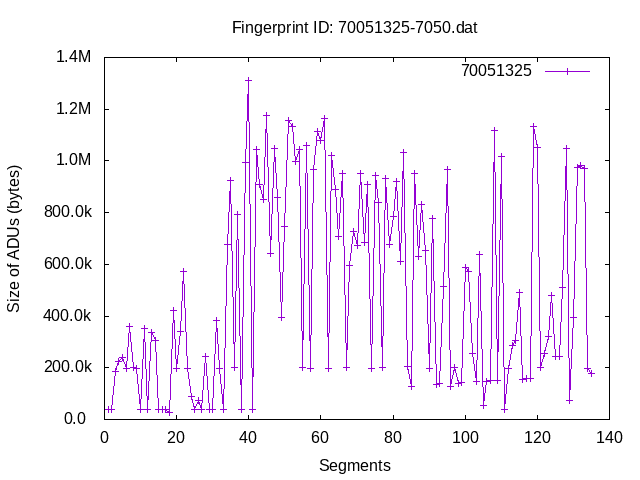 Fingerprint ID: 70051325-7050.dat
70051325
Size of ADUs (bytes)
1.4M
1.2M
1.0M
800.0k
600.0k
400.0k
200.0k
0.0
0 20 40 60 80 100 120 140
Segments